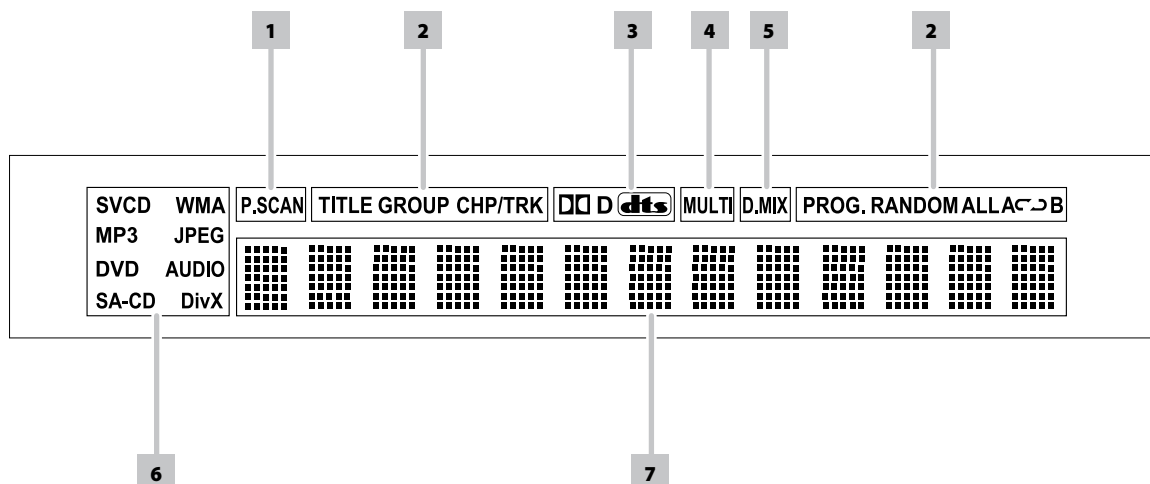 1 2 3 4 5 2
SVCD WMA P.SCAN TITLE GROUP CHP/TRK D dts MULTI D.MIX PROG. RANDOM ALL A B
MP3 JPEG
DVD AUDIO
SA-CD DivX
6 7